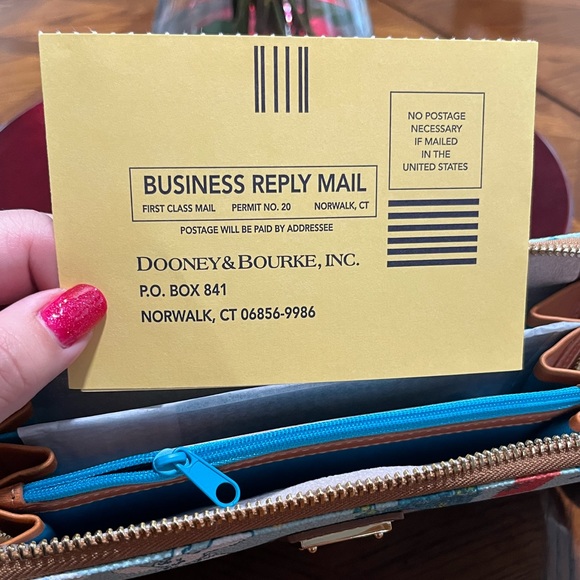 NO POSTAGE
NECESSARY
IF MAILED
IN THE
UNITED STATES
BUSINESS REPLY MAIL
FIRST CLASS MAIL PERMIT NO. 20 NORWALK, CT
POSTAGE WILL BE PAID BY ADDRESSEE
DOONEY & BOURKE, INC.
P.O. BOX 841
NORWALK, CT 06856-9986